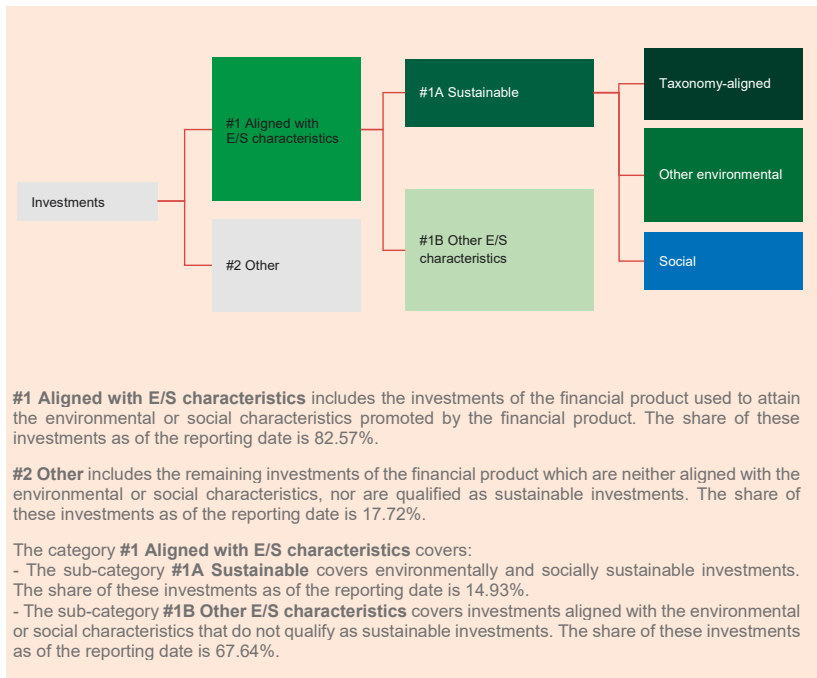 Investments
#1 Aligned with
E/S characteristics
#2 Other
#1A Sustainable
#1B Other E/S
characteristics
Taxonomy-aligned
Other environmental
Social
#1 Aligned with E/S characteristics includes the investments of the financial product used to attain
the environmental or social characteristics promoted by the financial product. The share of these
investments as of the reporting date is 82.57%.
#2 Other includes the remaining investments of the financial product which are neither aligned with the
environmental or social characteristics, nor are qualified as sustainable investments. The share of
these investments as of the reporting date is 17.72%.
The category #1 Aligned with E/S characteristics covers:
- The sub-category #1A Sustainable covers environmentally and socially sustainable investments.
The share of these investments as of the reporting date is 14.93%.
- The sub-category #1B Other E/S characteristics covers investments aligned with the environmental
or social characteristics that do not qualify as sustainable investments. The share of these investments
as of the reporting date is 67.64%.